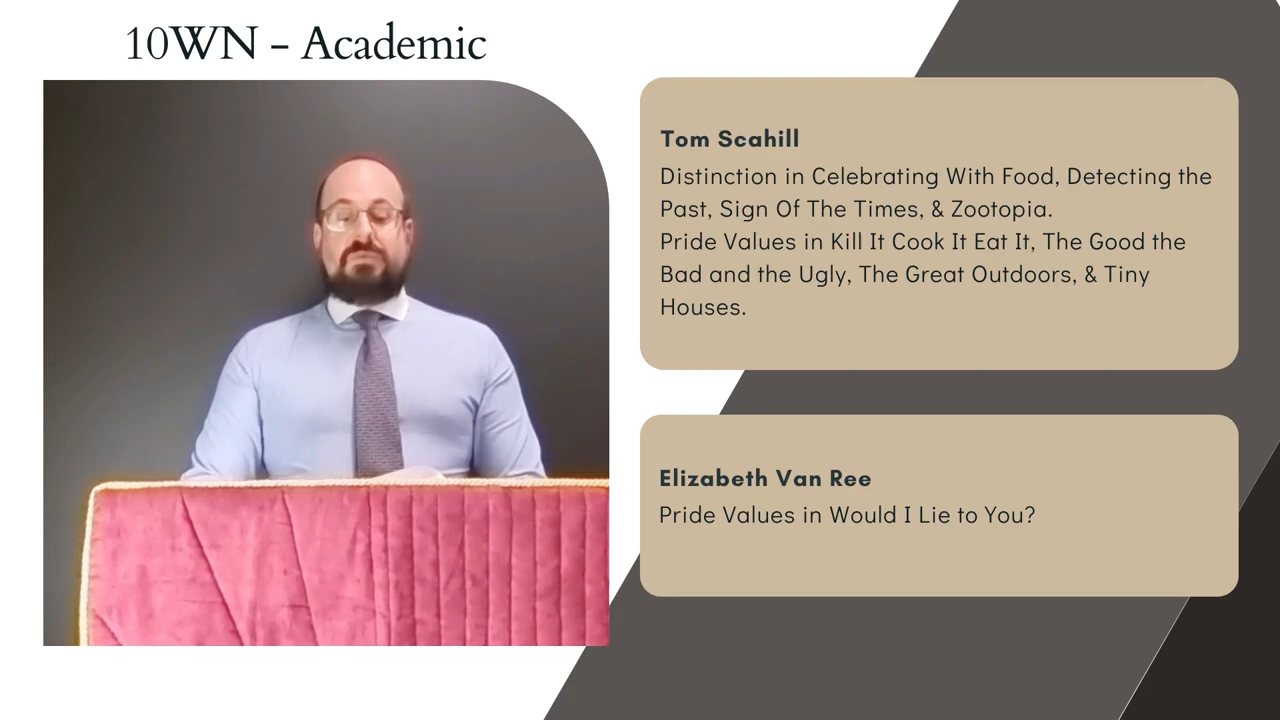 10WN – Academic
Tom Scahill
Distinction in Celebrating With Food, Detecting the
Past, Sign Of The Times, & Zootopia.
Pride Values in Kill It Cook It Eat It, The Good the
Bad and the Ugly, The Great Outdoors, & Tiny
Houses.
Elizabeth Van Ree
Pride Values in Would I Lie to You?